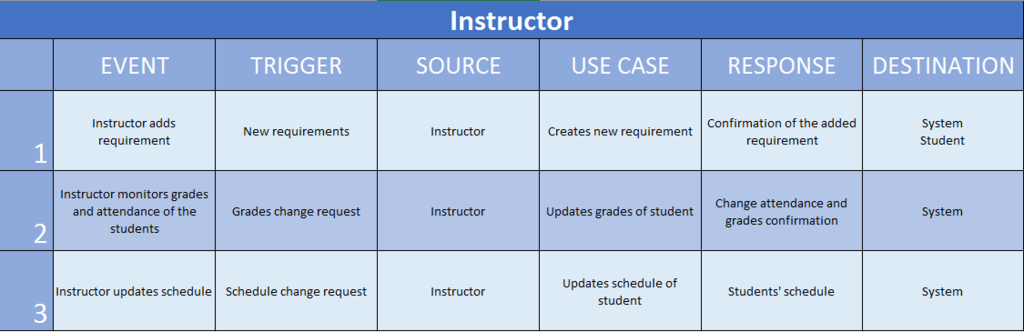 Instructor
EVENT TRIGGER SOURCE USE CASE RESPONSE DESTINATION
1
Instructor adds
requirement
New requirements
Instructor
Creates new requirement
Confirmation of the added
requirement
System
Student
2
Instructor monitors grades
and attendance of the
students
Grades change request
Instructor
Updates grades of student
Change attendance and
grades confirmation
System
3
Instructor updates schedule
Schedule change request
Instructor
Updates schedule of
student
Students' schedule
System